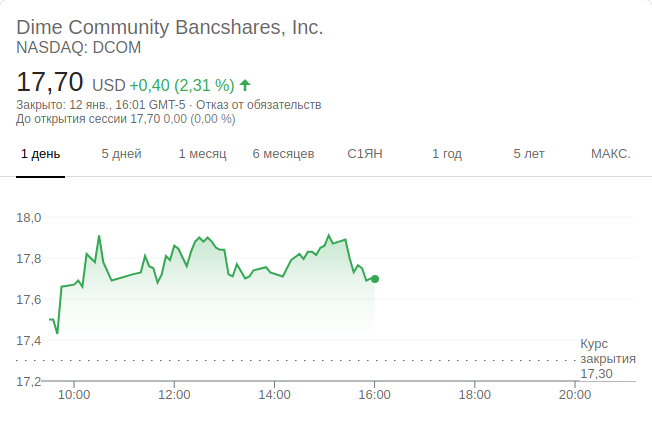 Dime Community Bancshares, Inc.
NASDAQ: DCOM
17,70 USD +0,40 (2,31 %)
Закрыто: 12 янв., 16:01 GMT-5 · Отказ от обязательств
До открытия сессии 17,70 0,00 (0,00 %)
1 день 5 дней 1 месяц 6 месяцев С1ЯН 1 год 5 лет МАКС.
18,0
17,8
17,6
17,4
Курс
закрытия
17,30
17,2
10:00 12:00 14:00 16:00 18:00 20:00